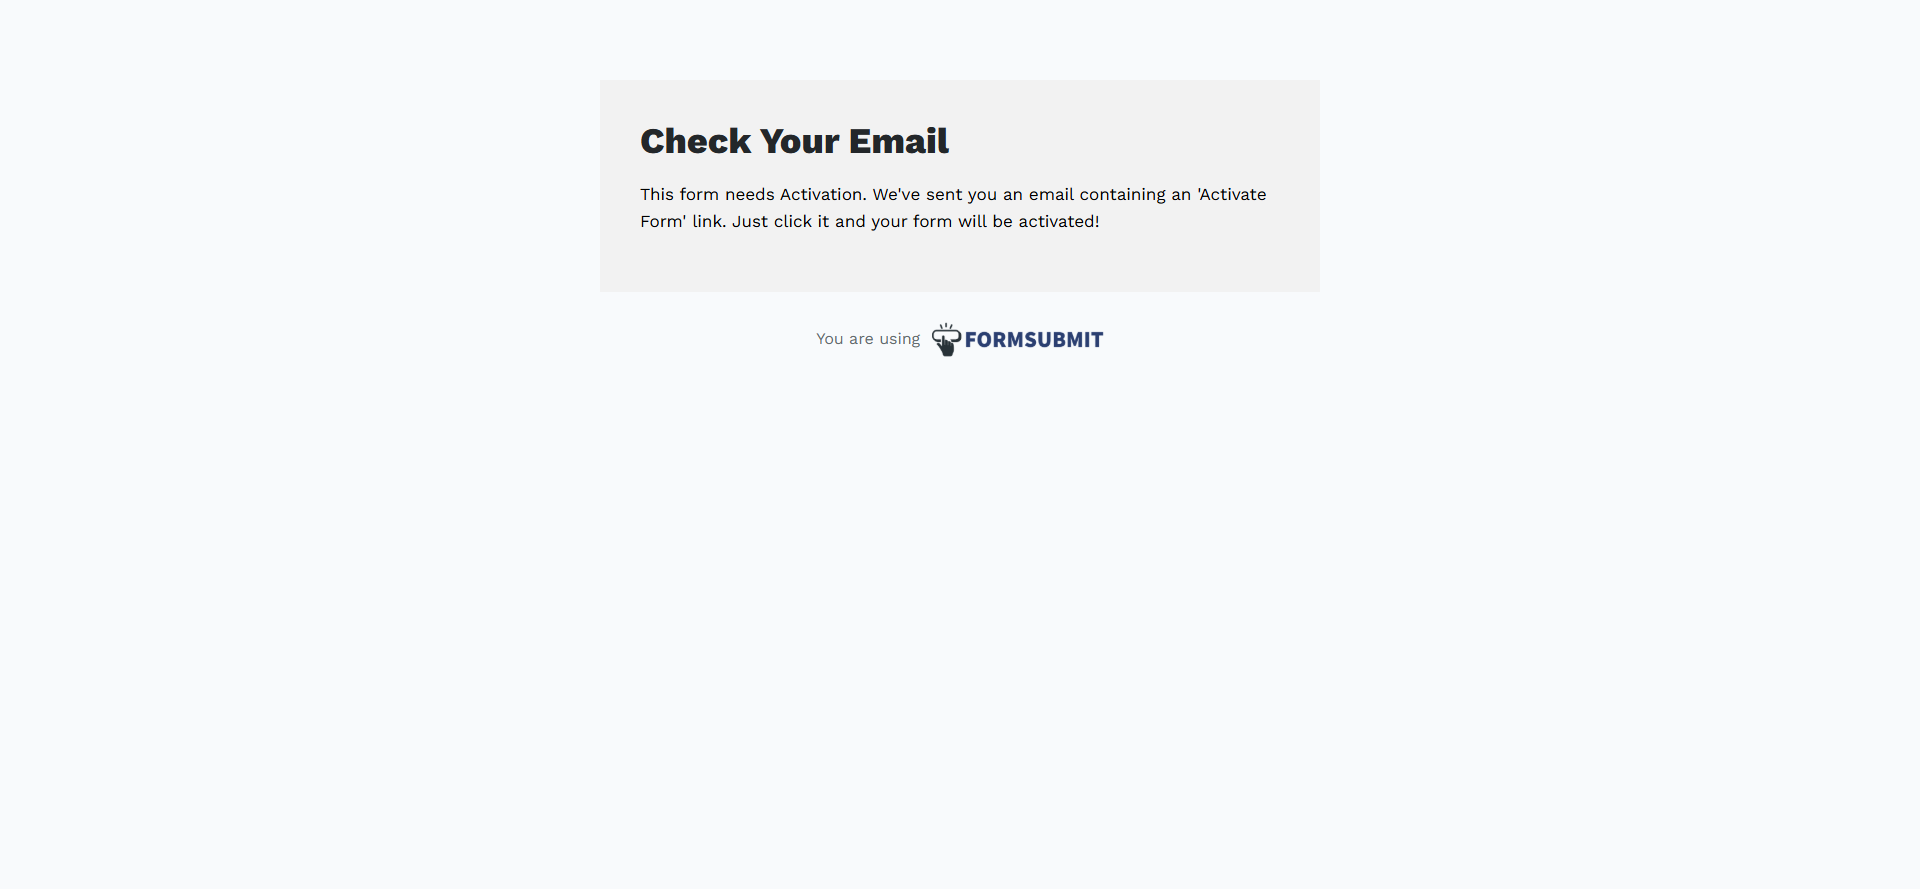 Check Your Email
This form needs Activation. We've sent you an email containing an 'Activate
Form' link. Just click it and your form will be activated!
You are using FORMSUBMIT